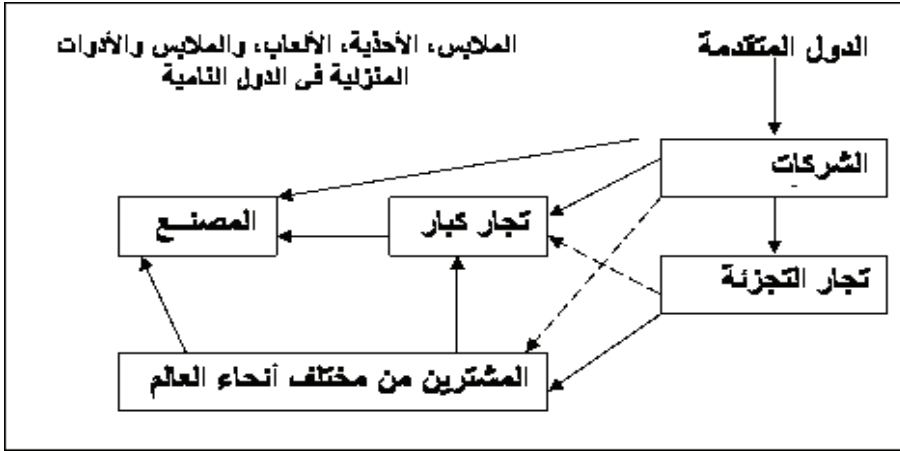 الدول المتقدمة
الملابس، الأحذية، الألعاب، والملابس والأدوات
المنزلية فى الدول النامية
الشركات
تجار كبار
المصنــع
تجار التجزئة
المشترين من مختلف أنحاء العالم